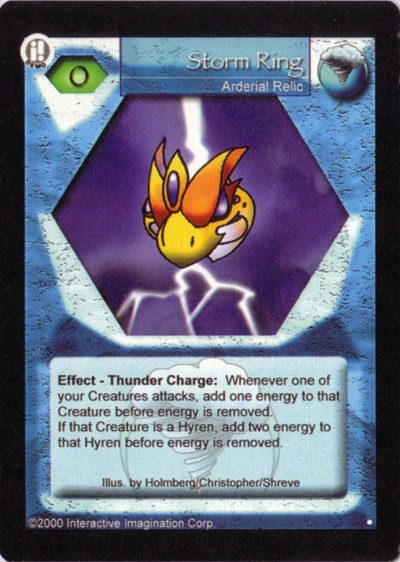 Storm Ring
0
Arderial Relic
Effect - Thunder Charge: Whenever one of
your Creatures attacks, add one energy to that
Creature before energy is removed.
If that Creature is a Hyren, add two energy to
that Hyren before energy is removed.
Illus. by Holmberg/Christopher/Shreve
©2000 Interactive Imagination Corp.